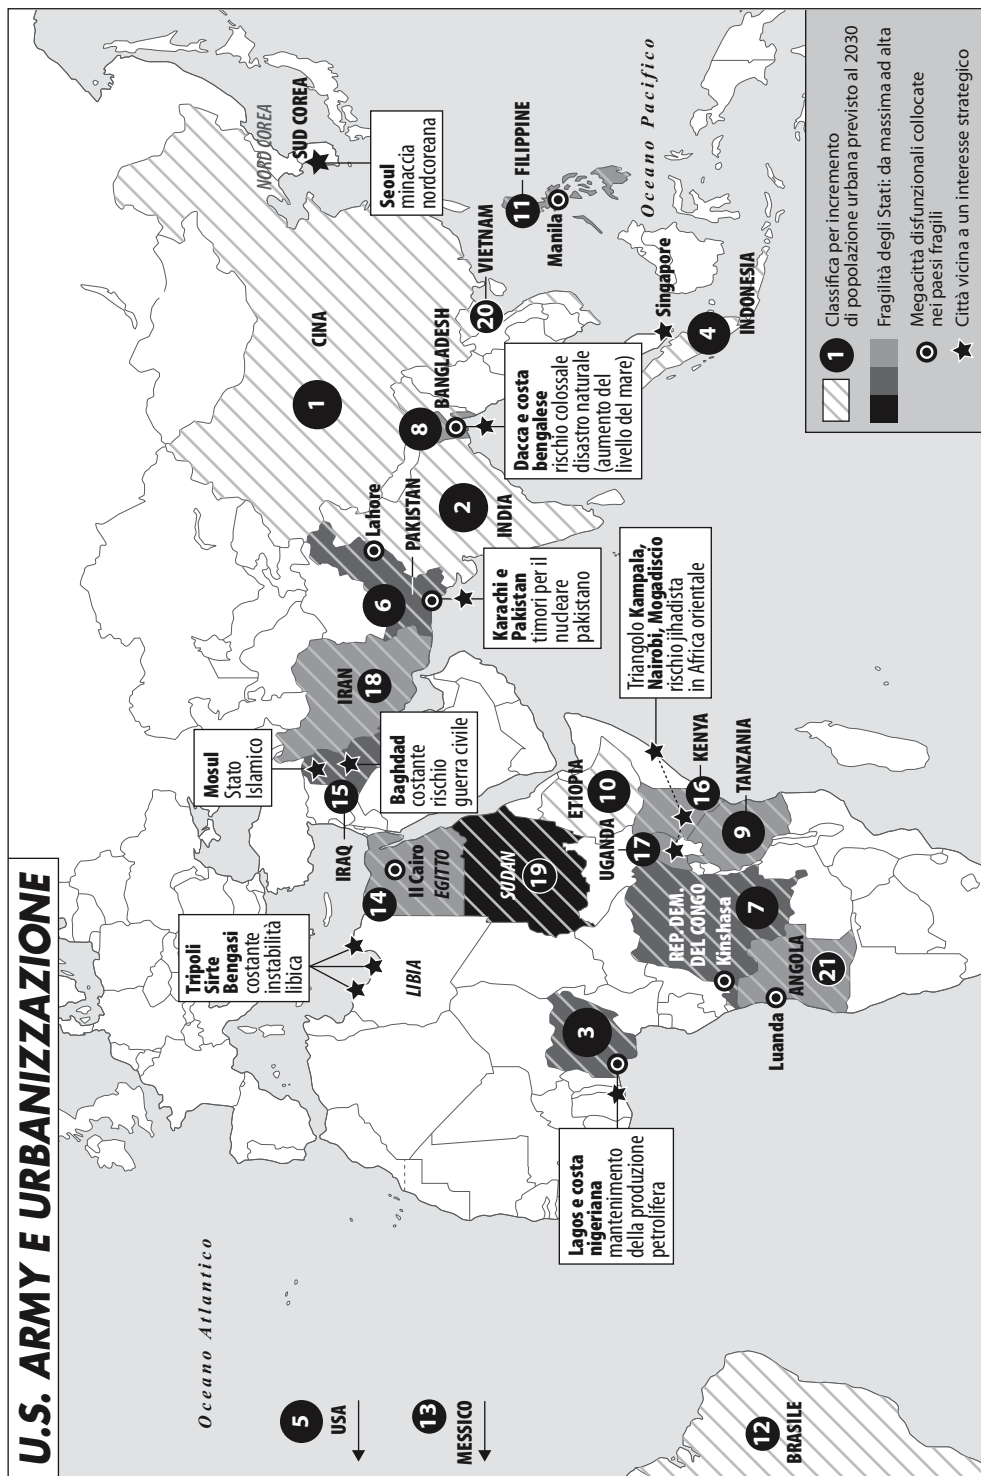 U.S. ARMY E URBANIZZAZIONE
Oceano Atlantico
5
USA
13
MESSICO
12
BRASILE
Tripoli
Sirte
Bengasi
costante
instabilità
libica
LIBIA
Lagos e costa
nigeriana
mantenimento
della produzione
petrolifera
3
14
Il Cairo
EGITTO
SUDAN
19
REP. DEM.
DEL CONGO
Kinshasa
7
Luanda
ANGOLA
21
Mosul
Stato
Islamico
IRAQ
15
Baghdad
costante
rischio
guerra civile
IRAN
18
ETIOPIA
10
UGANDA
17
16
KENYA
9
TANZANIA
Triangolo Kampala,
Nairobi, Mogadiscio
rischio jihadista
in Africa orientale
6
Lahore
PAKISTAN
Karachi e
Pakistan
timori per il
nucleare
pakistano
2
INDIA
1
CINA
8
BANGLADESH
Dacca e costa
bengalese
rischio colossale
disastro naturale
(aumento del
livello del mare)
NORD COREA
SUD COREA
Seoul
minaccia
nordcoreana
20
VIETNAM
11
FILIPPINE
Manila
Oceano Pacifico
Singapore
4
INDONESIA
1
Classifica per incremento
di popolazione urbana previsto al 2030
Fragilità degli Stati: da massima ad alta
Megacittà disfunzionali collocate
nei paesi fragili
Città vicina a un interesse strategico